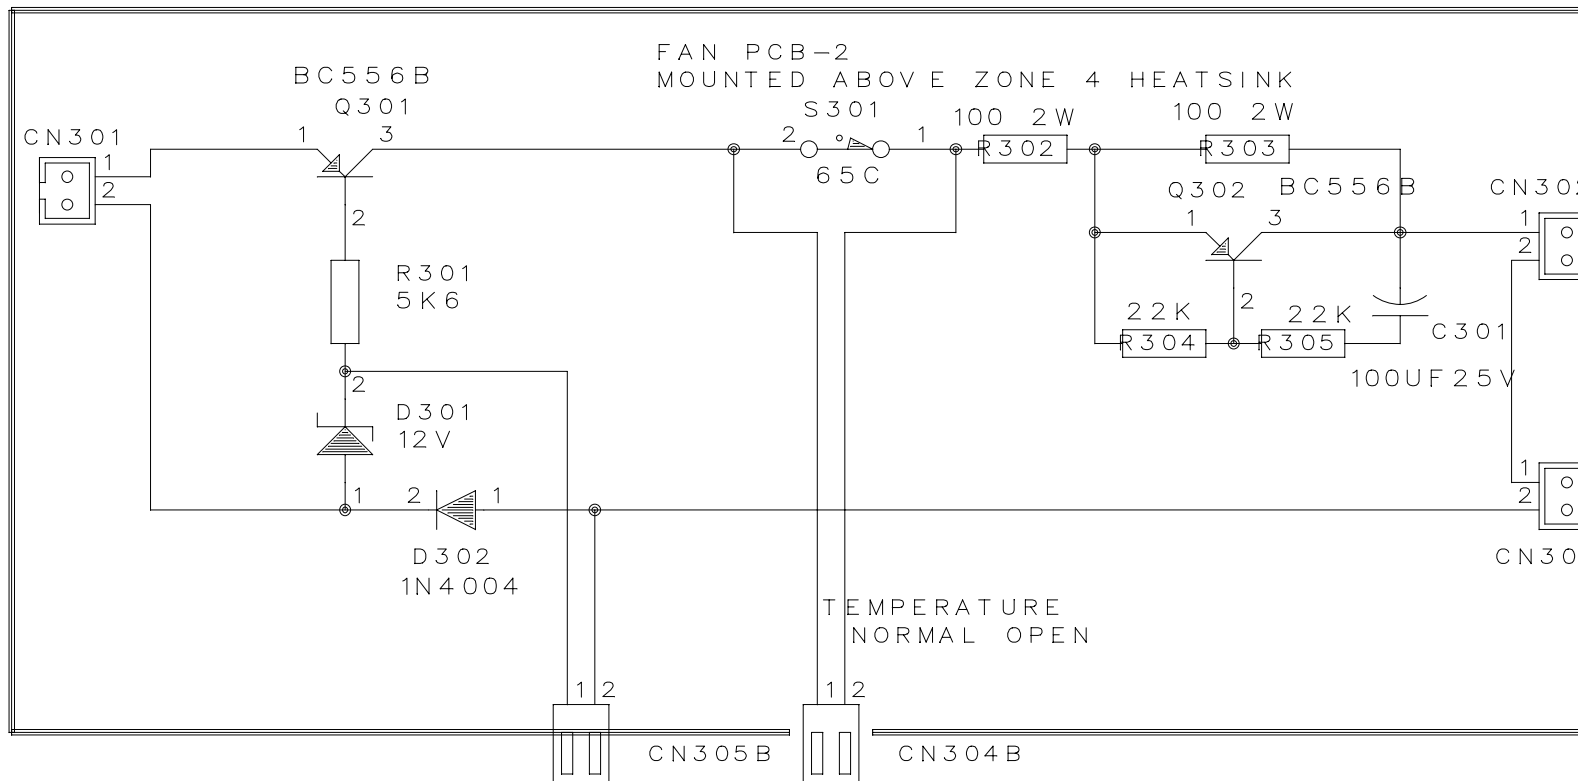 FAN PCB-2
MOUNTED ABOVE ZONE 4 HEATSINK
BC556B
Q301
1
3
2
CN301
1
2
S301
2
1
65C
100 2W
R302
100 2W
R303
Q302
BC556B
1
3
2
CN302
1
2
R301
5K6
22K
R304
22K
R305
C301
100UF25V
2
D301
12V
1
2
1
D302
1N4004
1
2
CN30
TEMPERATURE
NORMAL OPEN
1
2
CN305B
1
2
CN304B